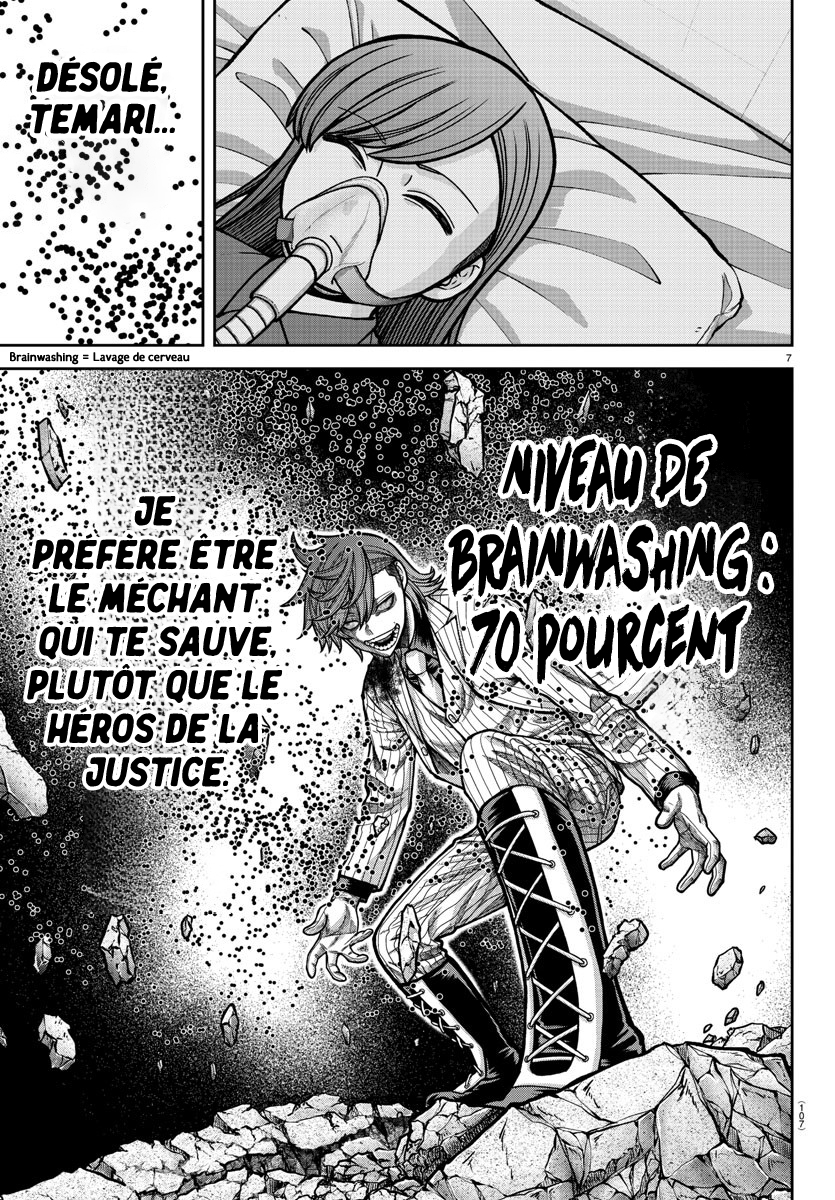 DÉSOLÉ,
TEMARI...
Brainwashing = Lavage de cerveau
7
NIVEAU DE
BRAINWASHING :
70 POURCENT
JE
PRÉFÈRE ÊTRE
LE MÉCHANT
QUI TE SAUVE,
PLUTÔT QUE LE
HÉROS DE LA
JUSTICE.
(107)